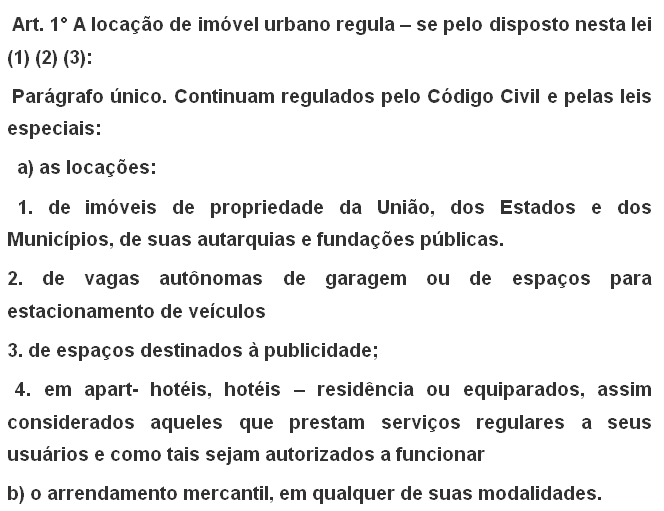 Art. 1° A locação de imóvel urbano regula – se pelo disposto nesta lei
(1) (2) (3):
Parágrafo único. Continuam regulados pelo Código Civil e pelas leis
especiais:
a) as locações:
1. de imóveis de propriedade da União, dos Estados e dos
Municípios, de suas autarquias e fundações públicas.
2. de vagas autônomas de garagem ou de espaços para
estacionamento de veículos
3. de espaços destinados à publicidade;
4. em apart- hotéis, hotéis – residência ou equiparados, assim
considerados aqueles que prestam serviços regulares a seus
usuários e como tais sejam autorizados a funcionar
b) o arrendamento mercantil, em qualquer de suas modalidades.